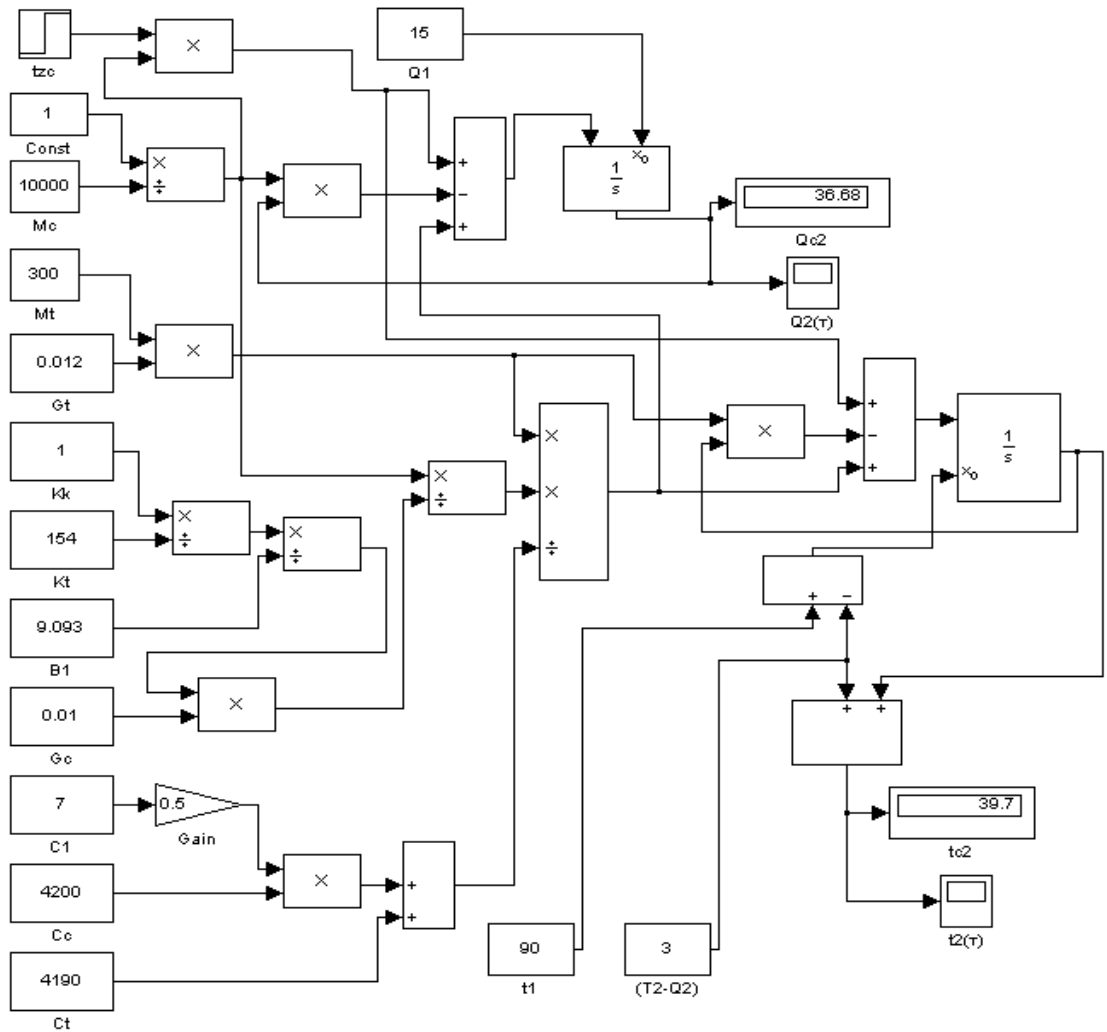 tzc
×
15
Q1
1
Const
×
÷
10000
Mc
×
+
−
+
1
s
xo
36.68
Qc2
Q2(τ)
300
Mt
×
0.012
Gt
1
Kk
×
÷
×
÷
154
Kt
×
÷
×
×
÷
×
+
−
+
1
s
xo
9.093
B1
+ −
0.01
Gc
×
+ +
7
C1
0.5
Gain
39.7
tc2
4200
Cc
×
+
+
t2(τ)
90
t1
3
(T2-Q2)
4190
Ct